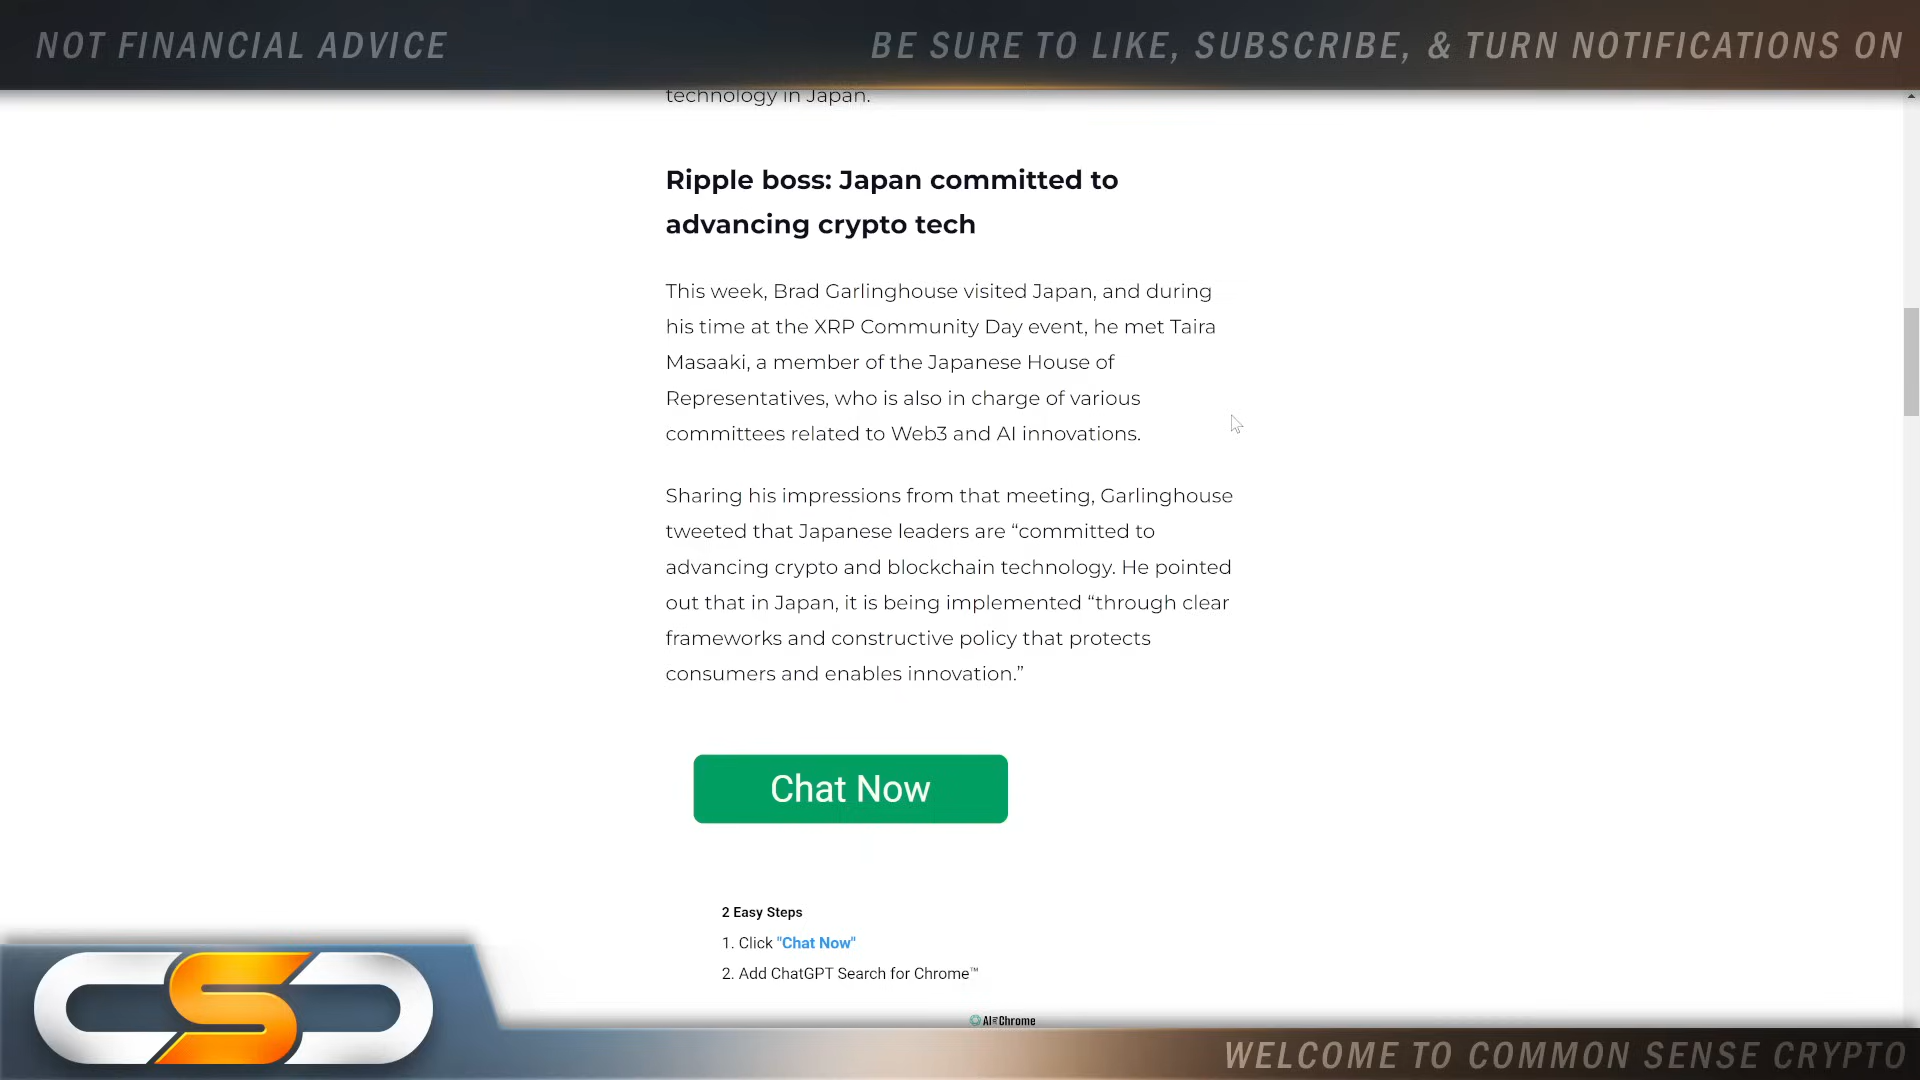 NOT FINANCIAL ADVICE
BE SURE TO LIKE, SUBSCRIBE, & TURN NOTIFICATIONS ON
technology in Japan.
Ripple boss: Japan committed to
advancing crypto tech
This week, Brad Garlinghouse visited Japan, and during
his time at the XRP Community Day event, he met Taira
Masaaki, a member of the Japanese House of
Representatives, who is also in charge of various
committees related to Web3 and AI innovations.
Sharing his impressions from that meeting, Garlinghouse
tweeted that Japanese leaders are “committed to
advancing crypto and blockchain technology. He pointed
out that in Japan, it is being implemented “through clear
frameworks and constructive policy that protects
consumers and enables innovation.”
Chat Now
2 Easy Steps
1. Click "Chat Now"
2. Add ChatGPT Search for Chrome™
AI Chrome
CSC
WELCOME TO COMMON SENSE CRYPTO